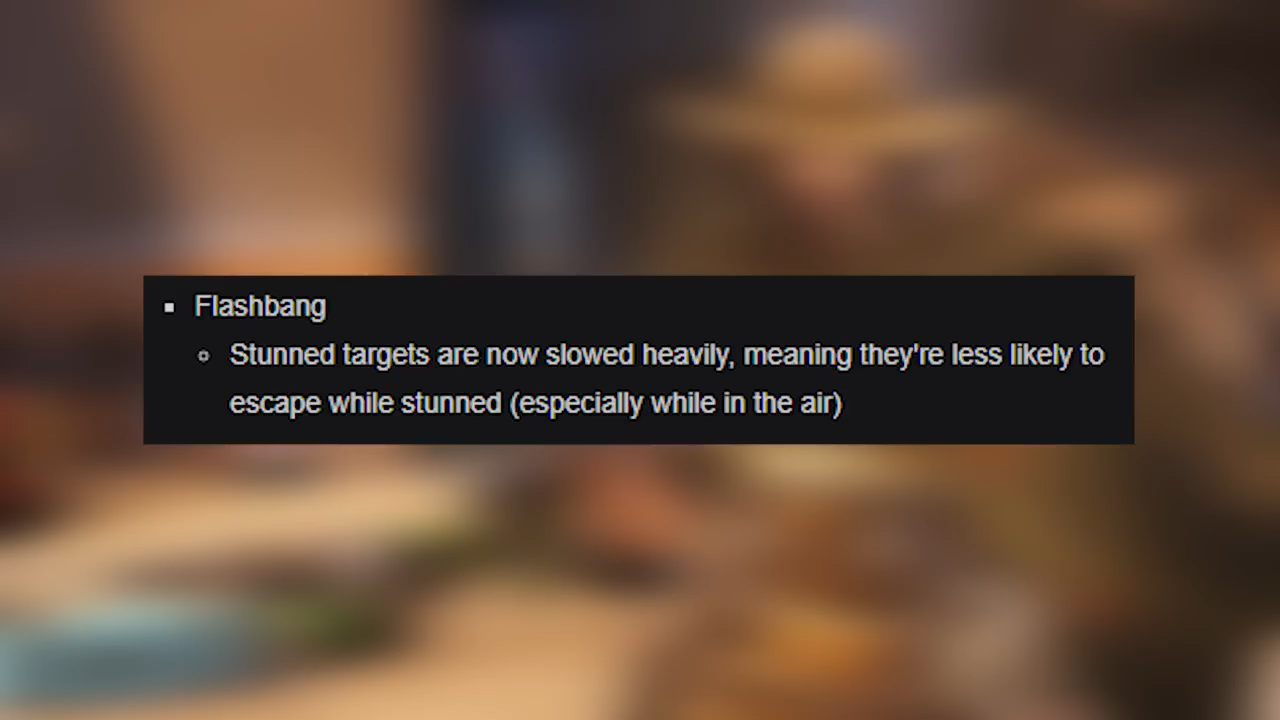 Flashbang
Stunned targets are now slowed heavily, meaning they're less likely to
escape while stunned (especially while in the air)